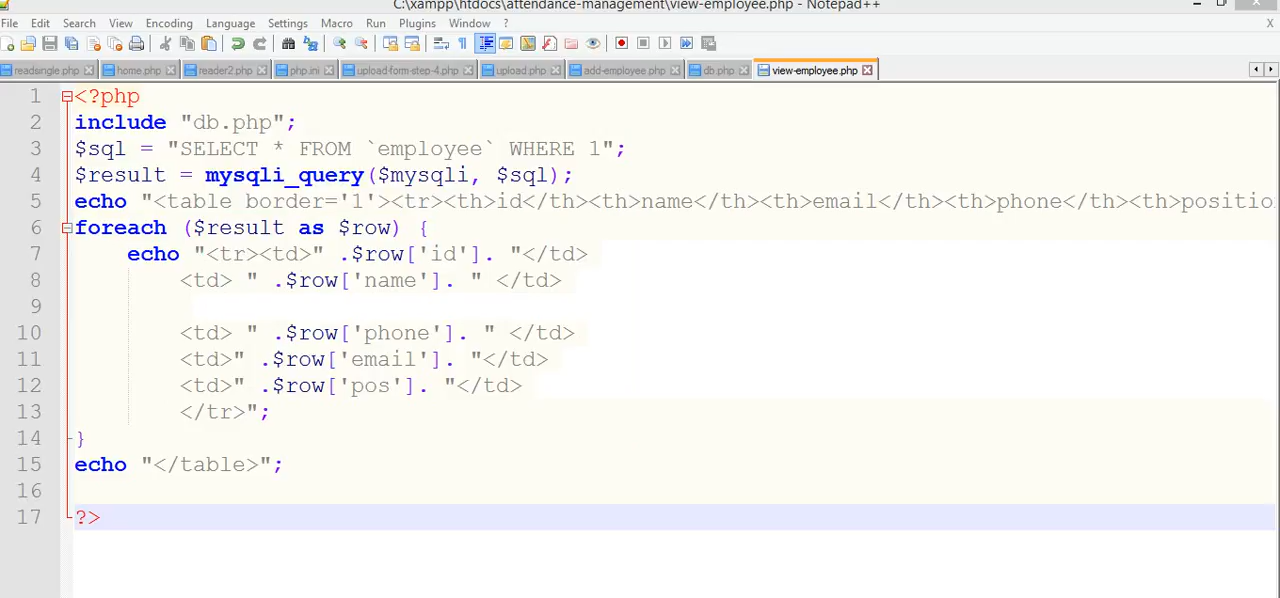 C:\xampp\htdocs\attendance-management\view-employee.php - Notepad++
File Edit Search View Encoding Language Settings Macro Run Plugins Window ? X
readsingle.php home.php reader2.php php.ini upload-form-step-4.php upload.php add-employee.php db.php view-employee.php
1 <?php
2 include "db.php";
3 $sql = "SELECT * FROM `employee` WHERE 1";
4 $result = mysqli_query($mysqli, $sql);
5 echo "<table border='1'><tr><th>id</th><th>name</th><th>email</th><th>phone</th><th>positio
6 foreach ($result as $row) {
7 echo "<tr><td>" .$row['id']. "</td>
8 <td> " .$row['name']. " </td>
9
10 <td> " .$row['phone']. " </td>
11 <td>" .$row['email']. "</td>
12 <td>" .$row['pos']. "</td>
13 </tr>";
14 }
15 echo "</table>";
16
17 ?>